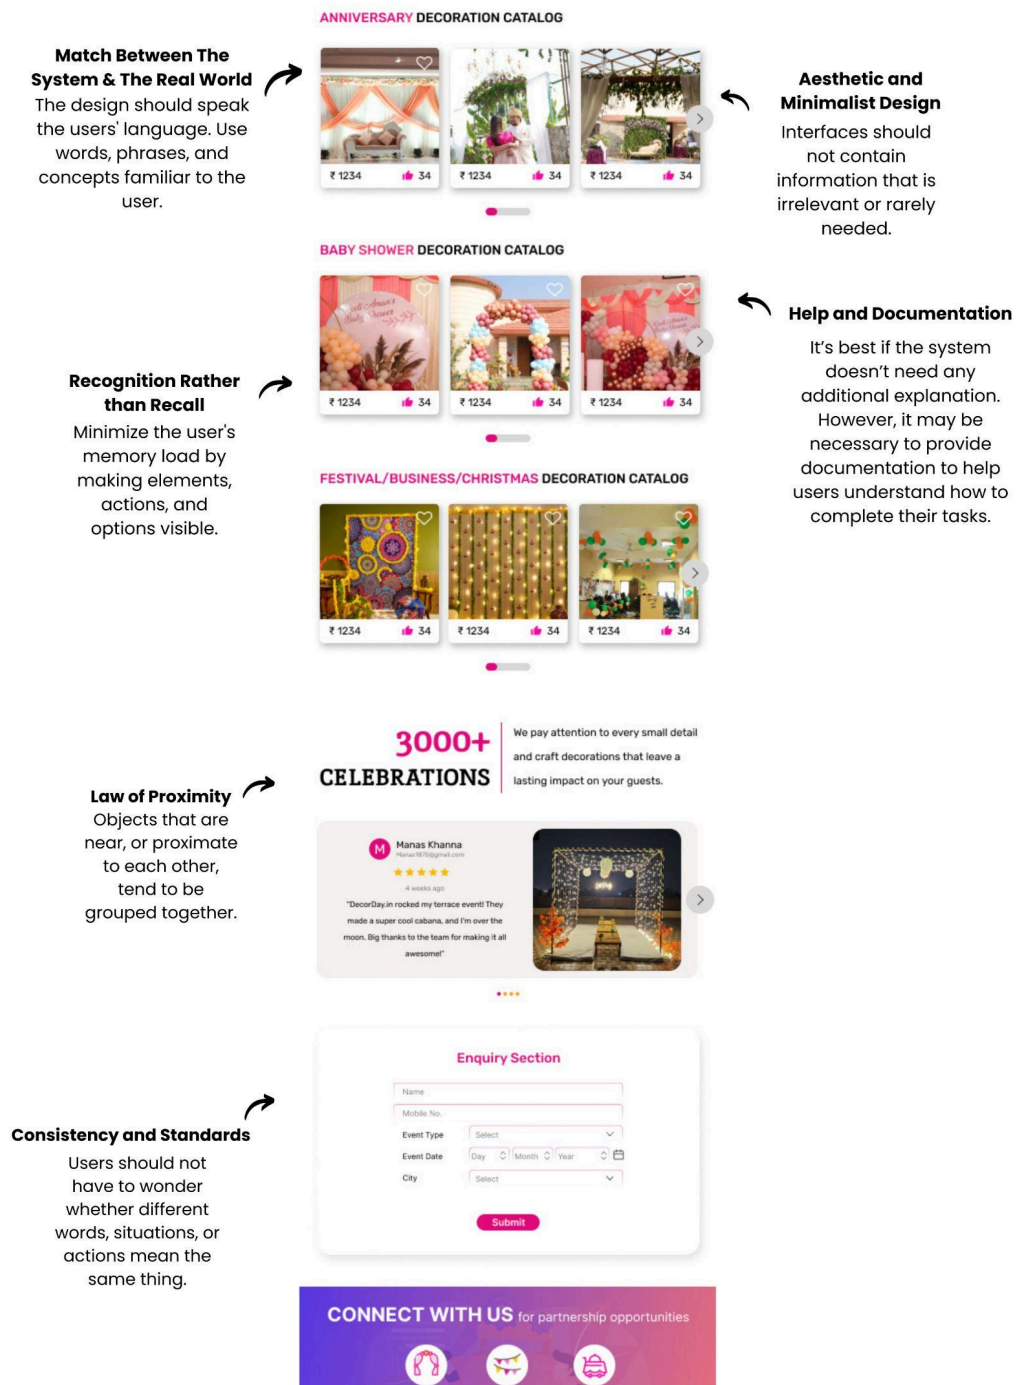 ANNIVERSARY DECORATION CATALOG
Match Between The
System & The Real World
The design should speak
the users' language. Use
words, phrases, and
concepts familiar to the
user.
₹ 1234 34
₹ 1234 34
₹ 1234 34
Aesthetic and
Minimalist Design
Interfaces should
not contain
information that is
irrelevant or rarely
needed.
BABY SHOWER DECORATION CATALOG
Baby Shower
₹ 1234 34
₹ 1234 34
₹ 1234 34
Help and Documentation
It's best if the system
doesn't need any
additional explanation.
However, it may be
necessary to provide
documentation to help
users understand how to
complete their tasks.
Recognition Rather
than Recall
Minimize the user's
memory load by
making elements,
actions, and
options visible.
FESTIVAL/BUSINESS/CHRISTMAS DECORATION CATALOG
₹ 1234 34
₹ 1234 34
₹ 1234 34
3000+
CELEBRATIONS
We pay attention to every small detail
and craft decorations that leave a
lasting impact on your guests.
Law of Proximity
Objects that are
near, or proximate
to each other,
tend to be
grouped together.
M
Manas Khanna
4 weeks ago
"DecorDay.in rocked my terrace event! They
made a super cool cabana, and I'm over the
moon. Big thanks to the team for making it all
awesome!"
Enquiry Section
Name
Mobile No.
Event Type Select
Event Date Day Month Year
City Select
Submit
Consistency and Standards
Users should not
have to wonder
whether different
words, situations, or
actions mean the
same thing.
CONNECT WITH US for partnership opportunities